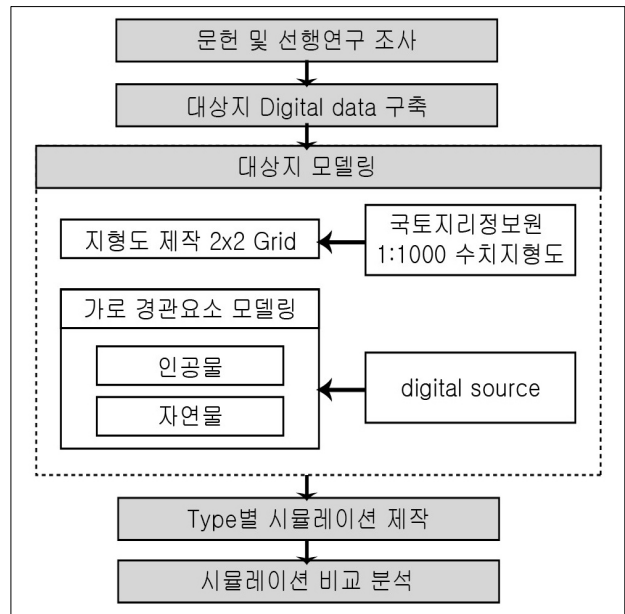 문헌 및 선행연구 조사
대상지 Digital data 구축
대상지 모델링
지형도 제작 2x2 Grid
국토지리정보원
1:1000 수치지형도
가로 경관요소 모델링
인공물
자연물
digital source
Type별 시뮬레이션 제작
시뮬레이션 비교 분석